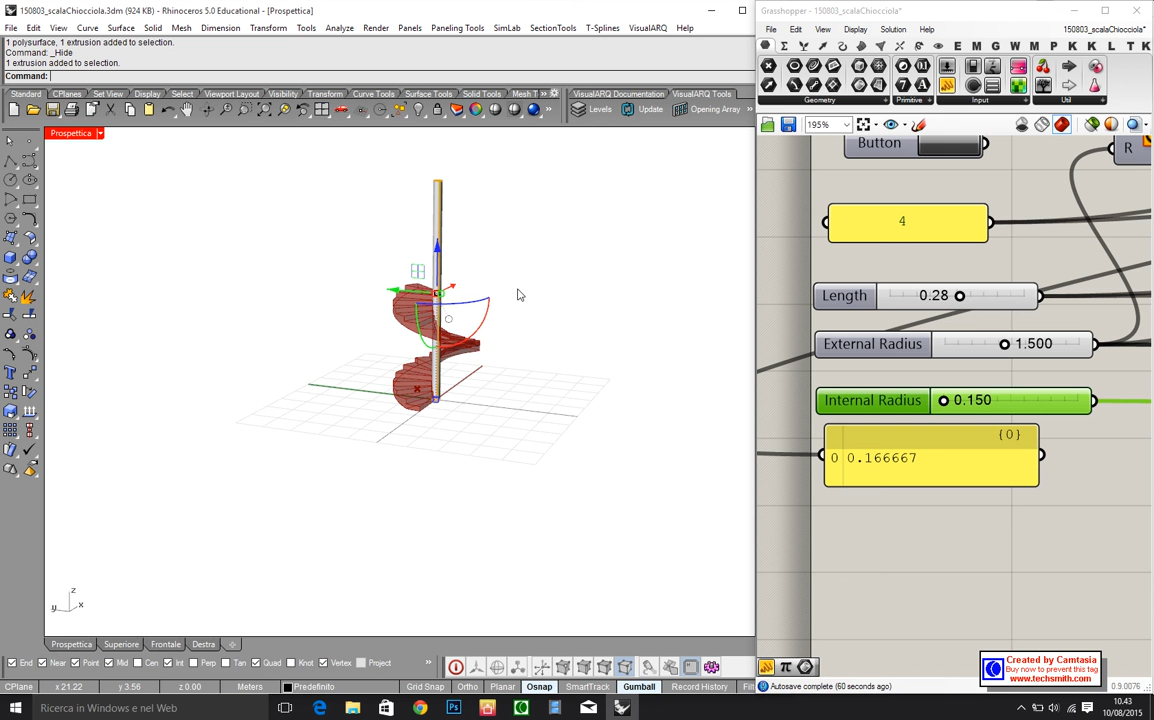 150803_scalaChiocciola.3dm (924 KB) - Rhinoceros 5.0 Educational - [Prospettica]
File Edit View Curve Surface Solid Mesh Dimension Transform Tools Analyze Render Panels Paneling Tools SimLab SectionTools T-Splines VisualARQ Help
1 polysurface, 1 extrusion added to selection.
Command: _Hide
1 extrusion added to selection.
Command:
Standard CPlanes Set View Display Select Viewport Layout Visibility Transform Curve Tools Surface Tools Solid Tools Mesh T VisualARQ Documentation VisualARQ Tools
Levels Update Opening Array
Prospettica
z
y x
Prospettica Superiore Frontale Destra
End Near Point Mid Cen Int Perp Tan Quad Knot Vertex Project
CPlane x 21.22 y 3.56 z 0.00 Meters Predefinito Grid Snap Ortho Planar Osnap SmartTrack Gumball Record History Filt
Grasshopper - 150803_scalaChiocciola*
File Edit View Display Solution Help 150803_scalaChiocciola*
E M G W M S P K K L T K
Geometry Primitive Input Util
195%
Button
R
4
Length 0.28
External Radius 1.500
Internal Radius 0.150
{0}
0 0.166667
Autosave complete (60 seconds ago)
0.9.0076
Created by Camtasia
Buy now to prevent this tag
www.techsmith.com
Ricerca in Windows e nel Web
10.43
10/08/2015